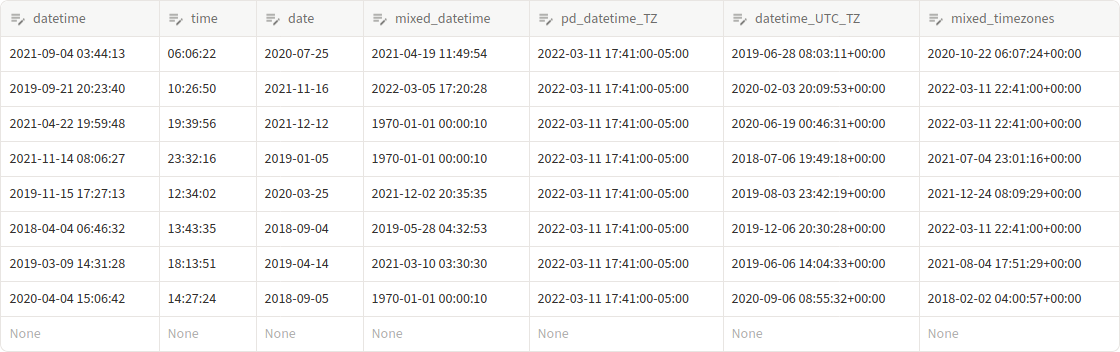 datetime time date mixed_datetime pd_datetime_TZ datetime_UTC_TZ mixed_timezones
2021-09-04 03:44:13 06:06:22 2020-07-25 2021-04-19 11:49:54 2022-03-11 17:41:00-05:00 2019-06-28 08:03:11+00:00 2020-10-22 06:07:24+00:00
2019-09-21 20:23:40 10:26:50 2021-11-16 2022-03-05 17:20:28 2022-03-11 17:41:00-05:00 2020-02-03 20:09:53+00:00 2022-03-11 22:41:00+00:00
2021-04-22 19:59:48 19:39:56 2021-12-12 1970-01-01 00:00:10 2022-03-11 17:41:00-05:00 2020-06-19 00:46:31+00:00 2022-03-11 22:41:00+00:00
2021-11-14 08:06:27 23:32:16 2019-01-05 1970-01-01 00:00:10 2022-03-11 17:41:00-05:00 2018-07-06 19:49:18+00:00 2021-07-04 23:01:16+00:00
2019-11-15 17:27:13 12:34:02 2020-03-25 2021-12-02 20:35:35 2022-03-11 17:41:00-05:00 2019-08-03 23:42:19+00:00 2021-12-24 08:09:29+00:00
2018-04-04 06:46:32 13:43:35 2018-09-04 2019-05-28 04:32:53 2022-03-11 17:41:00-05:00 2019-12-06 20:30:28+00:00 2022-03-11 22:41:00+00:00
2019-03-09 14:31:28 18:13:51 2019-04-14 2021-03-10 03:30:30 2022-03-11 17:41:00-05:00 2019-06-06 14:04:33+00:00 2021-08-04 17:51:29+00:00
2020-04-04 15:06:42 14:27:24 2018-09-05 1970-01-01 00:00:10 2022-03-11 17:41:00-05:00 2020-09-06 08:55:32+00:00 2018-02-02 04:00:57+00:00
None None None None None None None